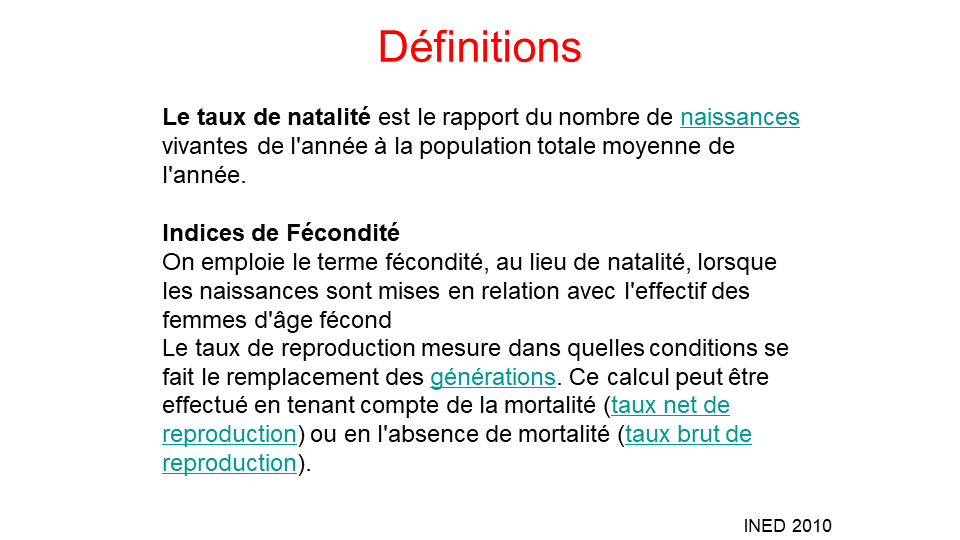 Définitions
Le taux de natalité est le rapport du nombre de naissances
vivantes de l'année à la population totale moyenne de
l'année.
Indices de Fécondité
On emploie le terme fécondité, au lieu de natalité, lorsque
les naissances sont mises en relation avec l'effectif des
femmes d'âge fécond
Le taux de reproduction mesure dans quelles conditions se
fait le remplacement des générations. Ce calcul peut être
effectué en tenant compte de la mortalité (taux net de
reproduction) ou en l'absence de mortalité (taux brut de
reproduction).
INED 2010